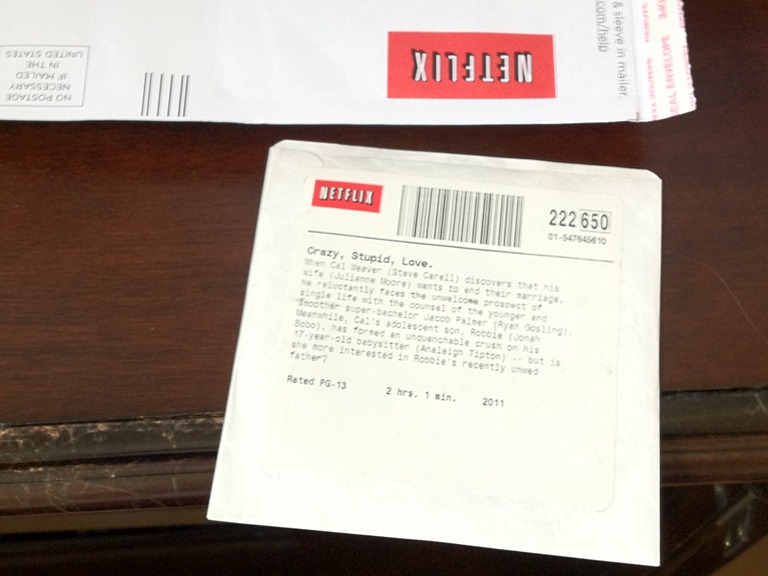 & sleeve in mailer.
.com/help
NETFLIX
NO POSTAGE
NECESSARY
IF MAILED
IN THE
UNITED STATES
NETFLIX
222 650
01-547645610
Crazy, Stupid, Love.
When Cal Weaver (Steve Carell) discovers that his
wife (Julianne Moore) wants to end their marriage,
he reluctantly faces the unwelcome prospect of
single life with the counsel of the younger and
smoother super-bachelor Jacob Palmer (Ryan Gosling).
Meanwhile, Cal's adolescent son, Robbie (Jonah
Bobo), has formed an unquenchable crush on his
17-year-old babysitter (Analeigh Tipton) -- but is
she more interested in Robbie's recently unwed
father?
Rated PG-13 2 hrs. 1 min. 2011